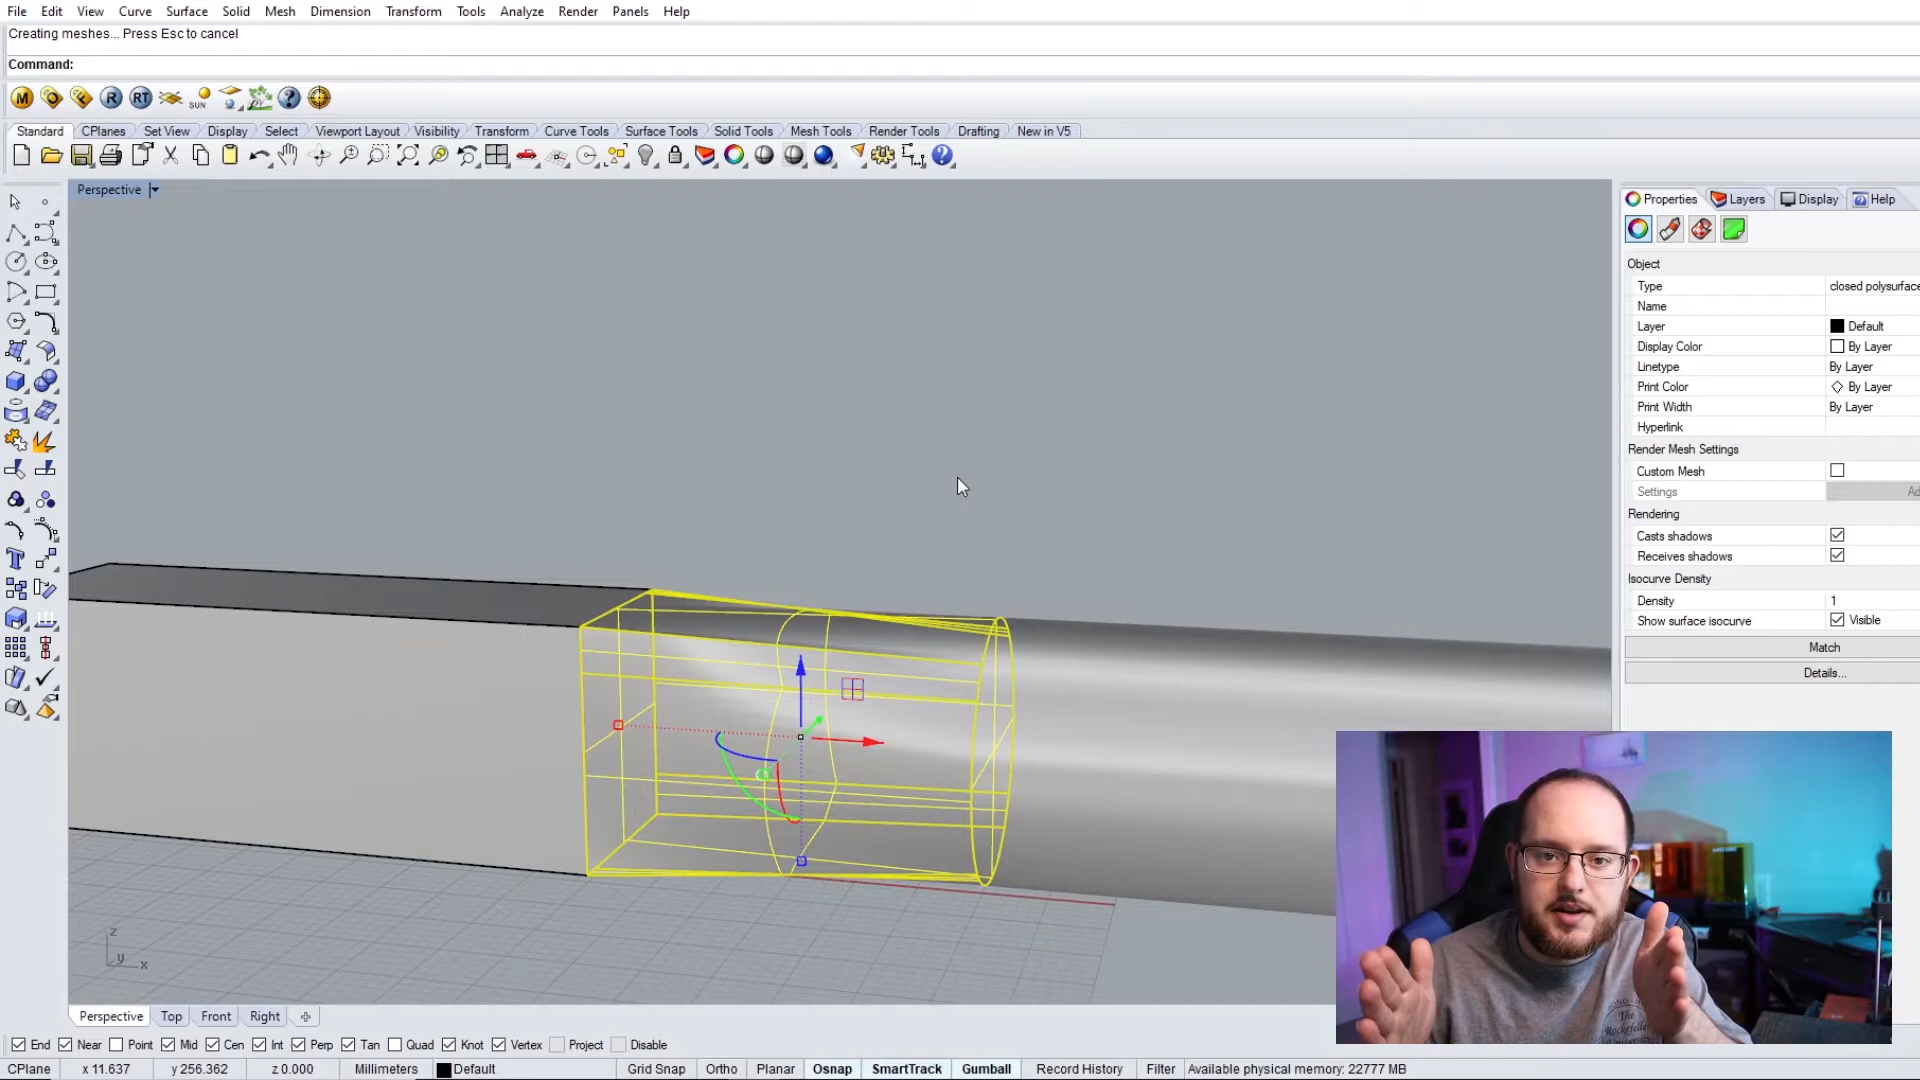 File Edit View Curve Surface Solid Mesh Dimension Transform Tools Analyze Render Panels Help
Creating meshes... Press Esc to cancel
Command:
M R RT SUN ?
Standard CPlanes Set View Display Select Viewport Layout Visibility Transform Curve Tools Surface Tools Solid Tools Mesh Tools Render Tools Drafting New in V5
Perspective
Properties Layers Display Help
Object
Type closed polysurface
Name
Layer Default
Display Color By Layer
Linetype By Layer
Print Color By Layer
Print Width By Layer
Hyperlink
Render Mesh Settings
Custom Mesh
Settings Ad
Rendering
Casts shadows
Receives shadows
Isocurve Density
Density 1
Show surface isocurve Visible
Match
Details...
z
y x
The
Rockefeller
Perspective Top Front Right
End Near Point Mid Cen Int Perp Tan Quad Knot Vertex Project Disable
CPlane x 11.637 y 256.362 z 0.000 Millimeters Default Grid Snap Ortho Planar Osnap SmartTrack Gumball Record History Filter Available physical memory: 22777 MB